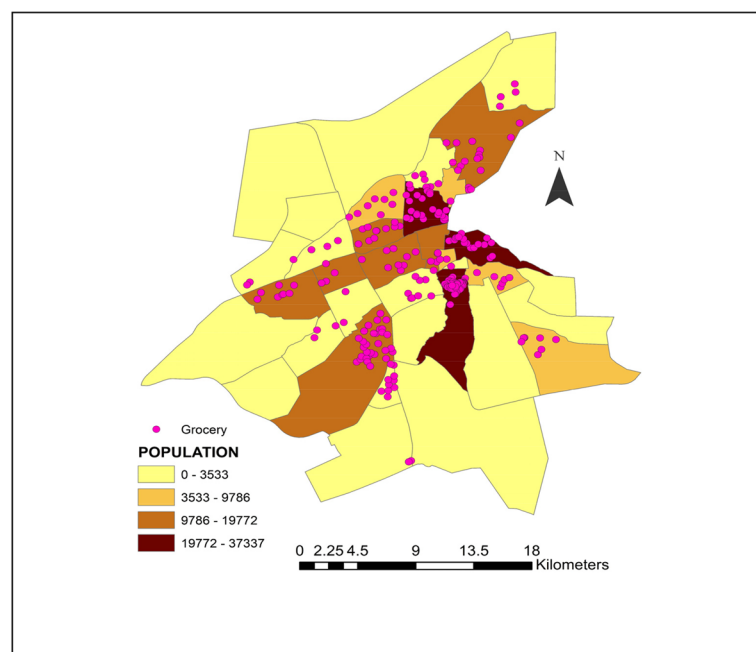 N
Grocery
POPULATION
0 - 3533
3533 - 9786
9786 - 19772
19772 - 37337
0 2.25 4.5 9 13.5 18
Kilometers